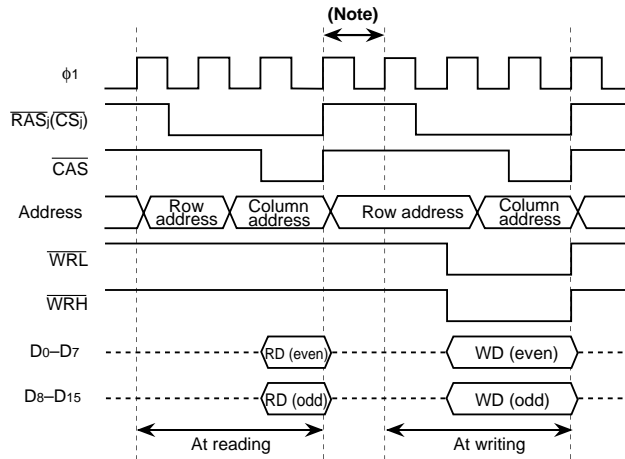 (Note)
ϕ1
RASj(CSj)
CAS
Address
Row address
Column address
Row address
Column address
WRL
WRH
D0–D7
RD (even)
WD (even)
D8–D15
RD (odd)
WD (odd)
At reading
At writing